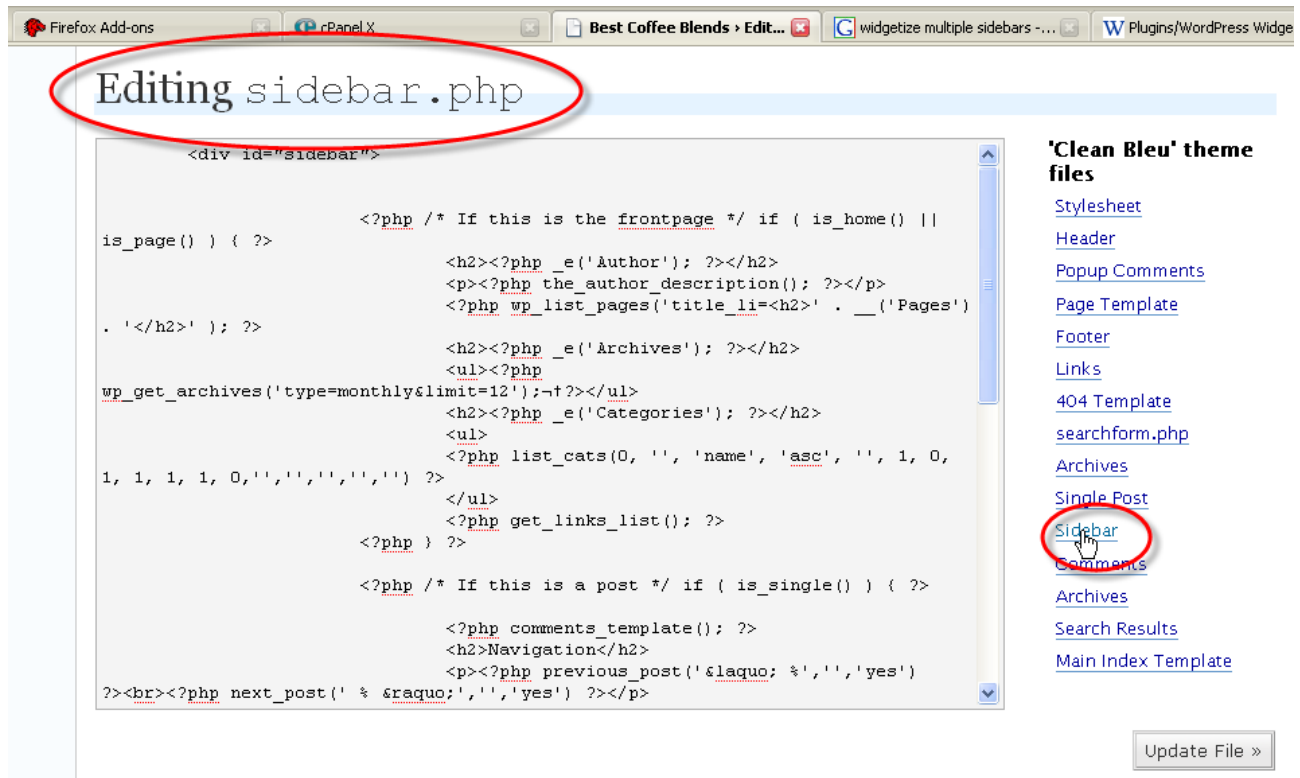 Firefox Add-ons
cPanel X
Best Coffee Blends › Edit...
widgetize multiple sidebars -...
Plugins/WordPress Widge
Editing sidebar.php
<div id="sidebar">
<?php /* If this is the frontpage */ if ( is_home() ||
is_page() ) { ?>
<h2><?php _e('Author'); ?></h2>
<p><?php the_author_description(); ?></p>
<?php wp_list_pages('title_li=<h2>' . __('Pages')
. '</h2>' ); ?>
<h2><?php _e('Archives'); ?></h2>
<ul><?php
wp_get_archives('type=monthly&limit=12');¬†?></ul>
<h2><?php _e('Categories'); ?></h2>
<ul>
<?php list_cats(0, '', 'name', 'asc', '', 1, 0,
1, 1, 1, 1, 0,'','','','','') ?>
</ul>
<?php get_links_list(); ?>
<?php } ?>
<?php /* If this is a post */ if ( is_single() ) { ?>
<?php comments_template(); ?>
<h2>Navigation</h2>
<p><?php previous_post('&laquo; %','','yes')
?><br><?php next_post(' % &raquo;','','yes') ?></p>
'Clean Bleu' theme
files
Stylesheet
Header
Popup Comments
Page Template
Footer
Links
404 Template
searchform.php
Archives
Single Post
Sidebar
Comments
Archives
Search Results
Main Index Template
Update File »